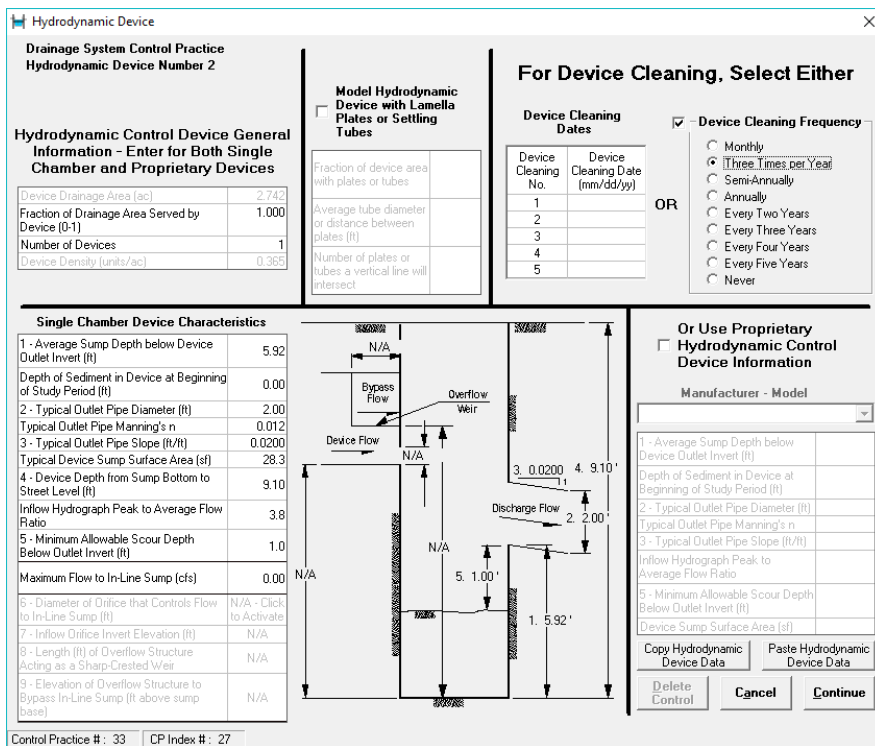 Hydrodynamic Device
Drainage System Control Practice
Hydrodynamic Device Number 2
Hydrodynamic Control Device General
Information - Enter for Both Single
Chamber and Proprietary Devices
Device Drainage Area (ac) 2.742
Fraction of Drainage Area Served by
Device (0-1) 1.000
Number of Devices 1
Device Density (units/ac) 0.365
Model Hydrodynamic
Device with Lamella
Plates or Settling
Tubes
Fraction of device area
with plates or tubes
Average tube diameter
or distance between
plates (ft)
Number of plates or
tubes a vertical line will
intersect
For Device Cleaning, Select Either
Device Cleaning
Dates
Device
Cleaning
No.
Device
Cleaning Date
(mm/dd/yy)
1
2
3
4
5
OR
Device Cleaning Frequency
Monthly
Three Times per Year
Semi-Annually
Annually
Every Two Years
Every Three Years
Every Four Years
Every Five Years
Never
Single Chamber Device Characteristics
1 - Average Sump Depth below Device
Outlet Invert (ft) 5.92
Depth of Sediment in Device at Beginning
of Study Period (ft) 0.00
2 - Typical Outlet Pipe Diameter (ft) 2.00
Typical Outlet Pipe Manning's n 0.012
3 - Typical Outlet Pipe Slope (ft/ft) 0.0200
Typical Device Sump Surface Area (sf) 28.3
4 - Device Depth from Sump Bottom to
Street Level (ft) 9.10
Inflow Hydrograph Peak to Average Flow
Ratio 3.8
5 - Minimum Allowable Scour Depth
Below Outlet Invert (ft) 1.0
Maximum Flow to In-Line Sump (cfs) 0.00
6 - Diameter of Orifice that Controls Flow
to In-Line Sump (ft)
N/A - Click
to Activate
7 - Inflow Orifice Invert Elevation (ft) N/A
8 - Length (ft) of Overflow Structure
Acting as a Sharp-Crested Weir N/A
9 - Elevation of Overflow Structure to
Bypass In-Line Sump (ft above sump
base) N/A
N/A
Bypass
Flow
Overflow
Weir
Device Flow
N/A
3. 0.0200
1
4. 9.10 '
Discharge Flow
2. 2.00 '
N/A
N/A
5. 1.00 '
1. 5.92 '
Or Use Proprietary
Hydrodynamic Control
Device Information
Manufacturer - Model
1 - Average Sump Depth below
Device Outlet Invert (ft)
Depth of Sediment in Device at
Beginning of Study Period (ft)
2 - Typical Outlet Pipe Diameter (ft)
Typical Outlet Pipe Manning's n
3 - Typical Outlet Pipe Slope (ft/ft)
Inflow Hydrograph Peak to
Average Flow Ratio
5 - Minimum Allowable Scour Depth
Below Outlet Invert (ft)
Device Sump Surface Area (sf)
Copy Hydrodynamic
Device Data
Paste Hydrodynamic
Device Data
Delete
Control
Cancel
Continue
Control Practice # : 33 CP Index # : 27